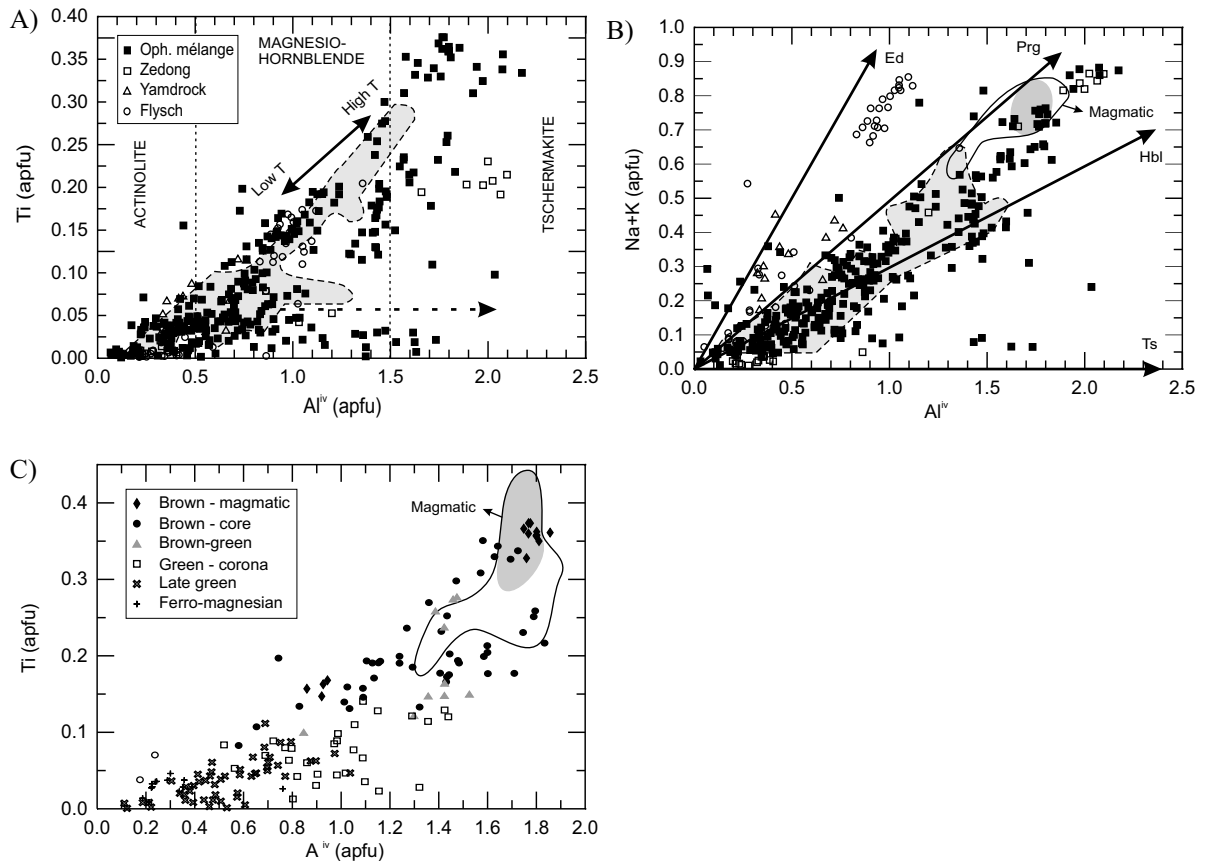 A)
0.40
0.35
0.30
0.25
0.20
0.15
0.10
0.05
0.00
Ti (apfu)
Oph. mélange
Zedong
Yamdrock
Flysch
MAGNESIO-
HORNBLENDE
ACTINOLITE
TSCHERMAKITE
Low T
High T
0.0 0.5 1.0 1.5 2.0 2.5
Al^iv (apfu)
B)
1.0
0.9
0.8
0.7
0.6
0.5
0.4
0.3
0.2
0.1
0.0
Na+K (apfu)
Ed
Prg
Magmatic
Hbl
Ts
0.0 0.5 1.0 1.5 2.0 2.5
Al^iv
C)
0.4
0.3
0.2
0.1
0.0
Ti (apfu)
Brown - magmatic
Brown - core
Brown-green
Green - corona
Late green
Ferro-magnesian
Magmatic
0.0 0.2 0.4 0.6 0.8 1.0 1.2 1.4 1.6 1.8 2.0
A^iv (apfu)